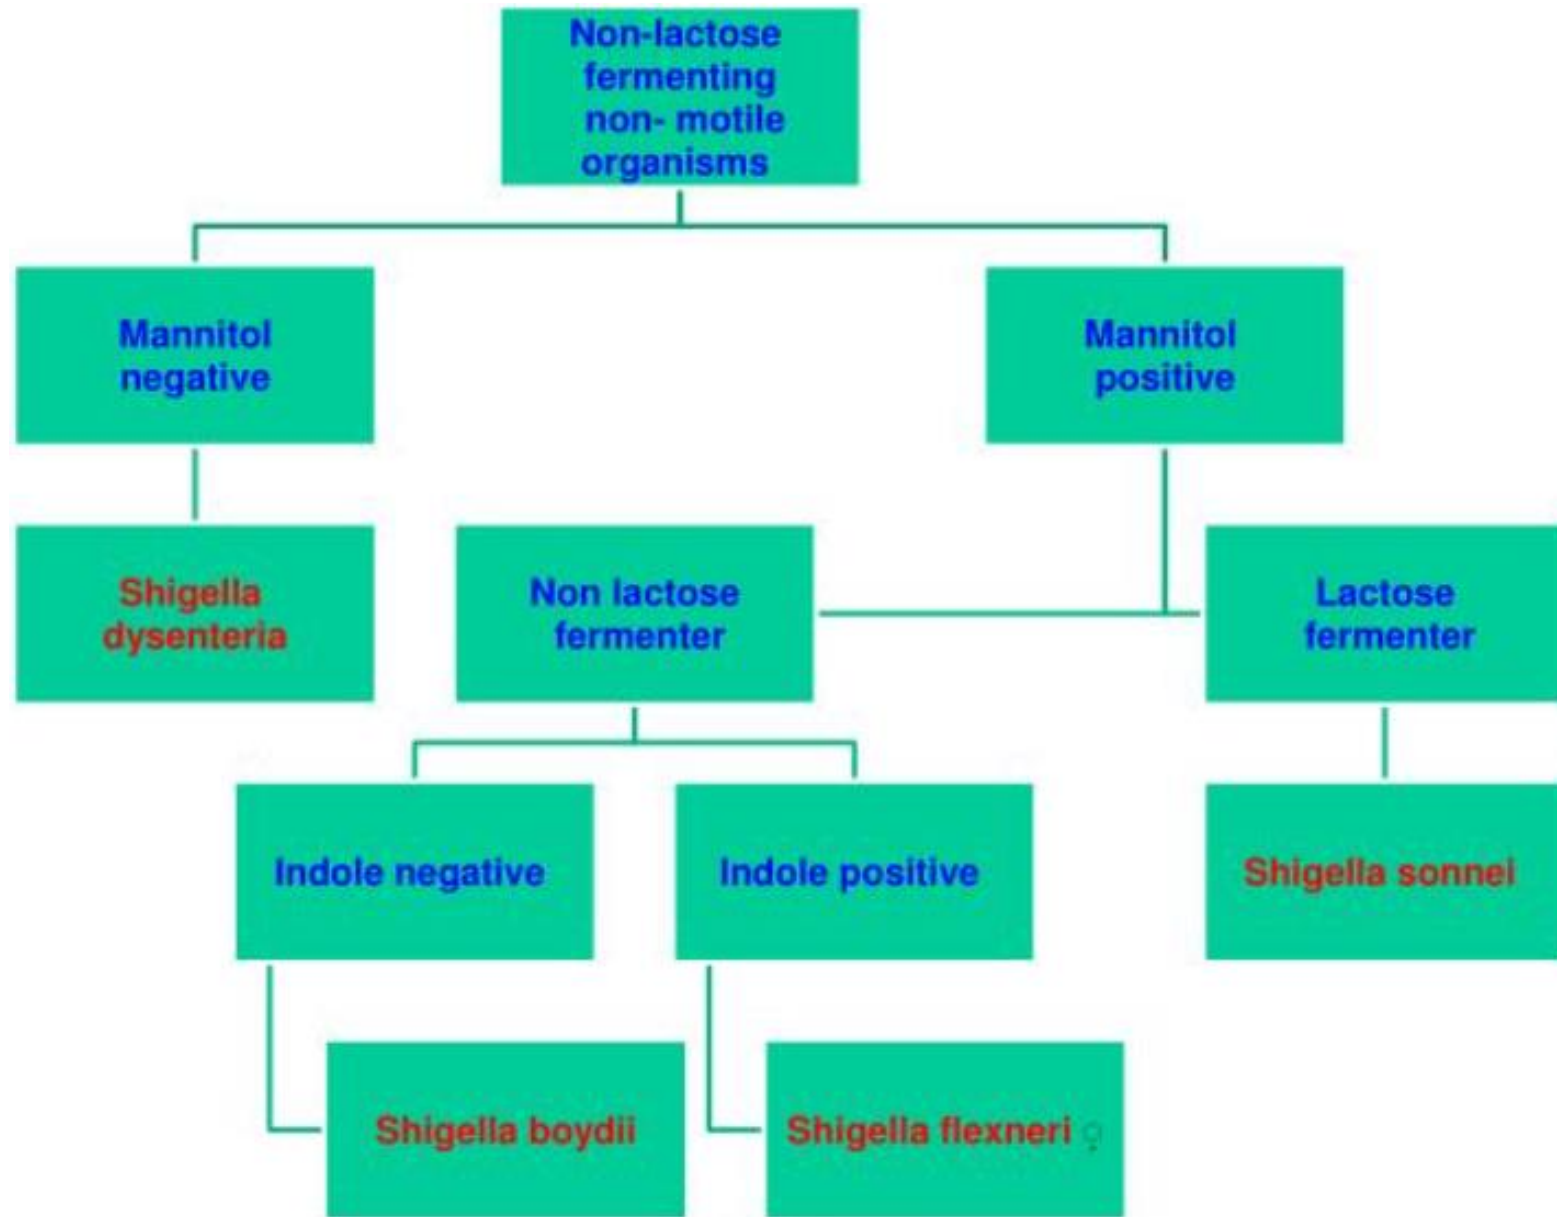 Non-lactose
fermenting
non- motile
organisms
Mannitol
negative
Mannitol
positive
Shigella
dysenteria
Non lactose
fermenter
Lactose
fermenter
Indole negative
Indole positive
Shigella sonnei
Shigella boydii
Shigella flexneri ♀